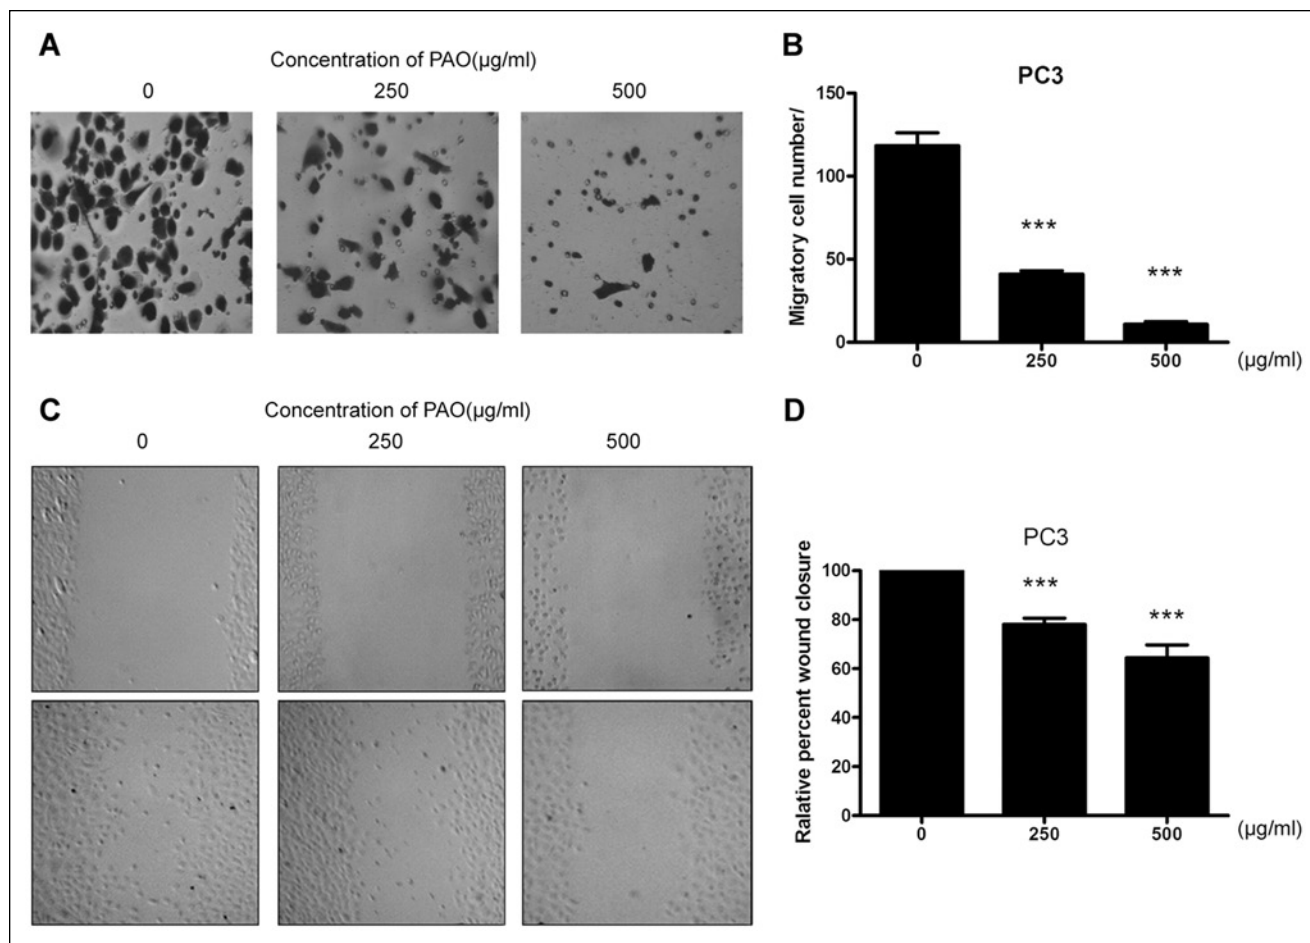 A
Concentration of PAO(µg/ml)
0 250 500
B
PC3
Migratory cell number/
150
100
50
0
***
***
0 250 500 (µg/ml)
C
Concentration of PAO(µg/ml)
0 250 500
D
PC3
Ralative percent wound closure
100
80
60
40
20
0
***
***
0 250 500 (µg/ml)